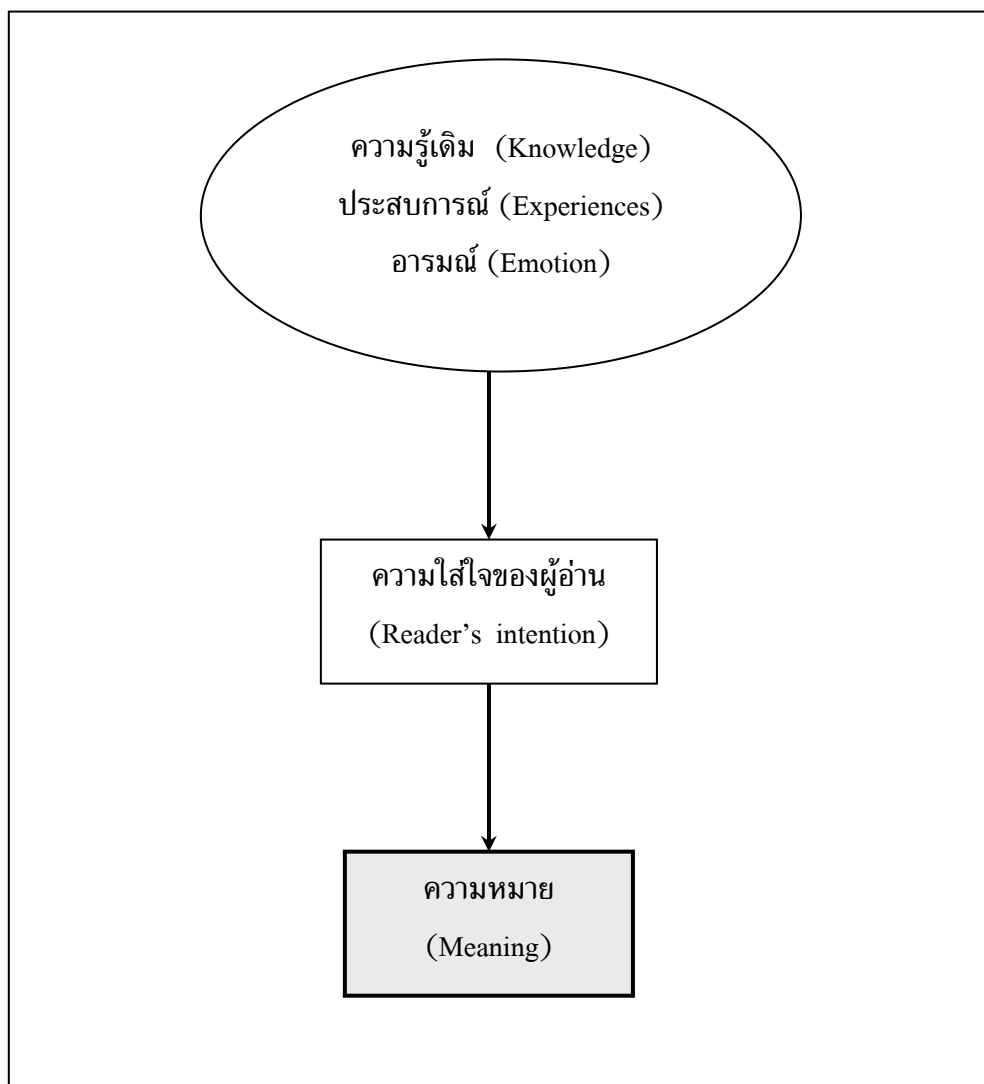 ความรู้เดิม (Knowledge)
ประสบการณ์ (Experiences)
อารมณ์ (Emotion)
ความใส่ใจของผู้อ่าน
(Reader’s intention)
ความหมาย
(Meaning)